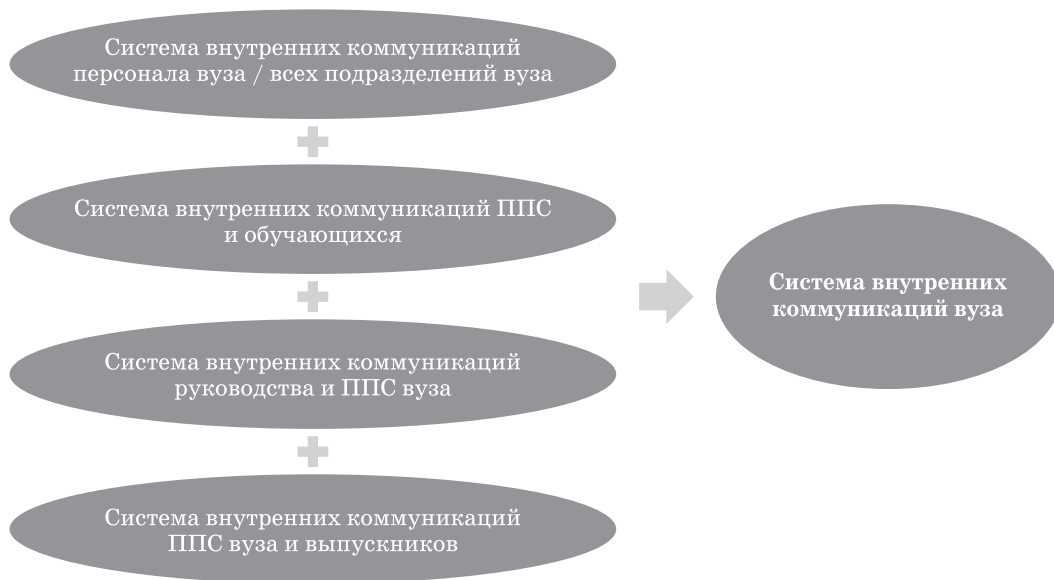 Система внутренних коммуникаций
персонала вуза / всех подразделений вуза
Система внутренних коммуникаций ППС
и обучающихся
Система внутренних коммуникаций
руководства и ППС вуза
Система внутренних коммуникаций
ППС вуза и выпускников
Система внутренних
коммуникаций вуза